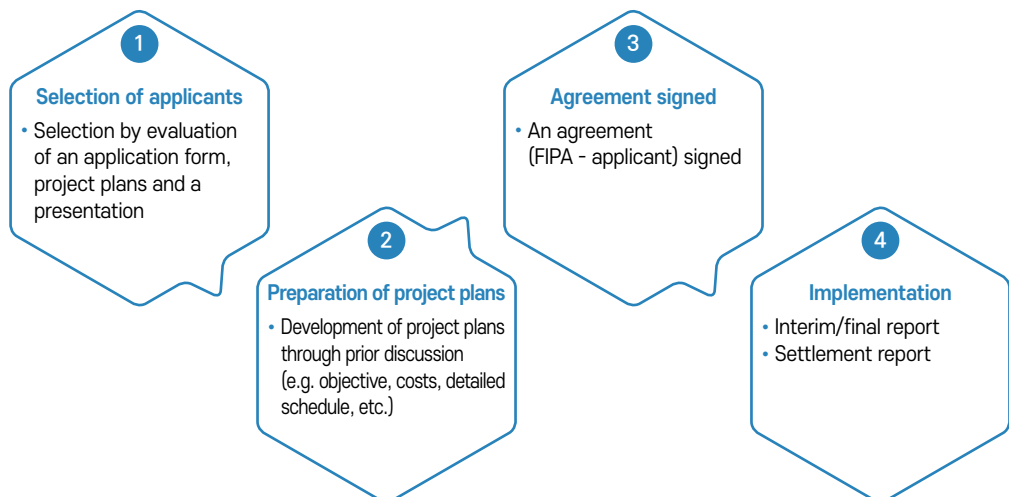 1
Selection of applicants
• Selection by evaluation
of an application form,
project plans and a
presentation
2
Preparation of project plans
• Development of project plans
through prior discussion
(e.g. objective, costs, detailed
schedule, etc.)
3
Agreement signed
• An agreement
(FIPA - applicant) signed
4
Implementation
• Interim/final report
• Settlement report